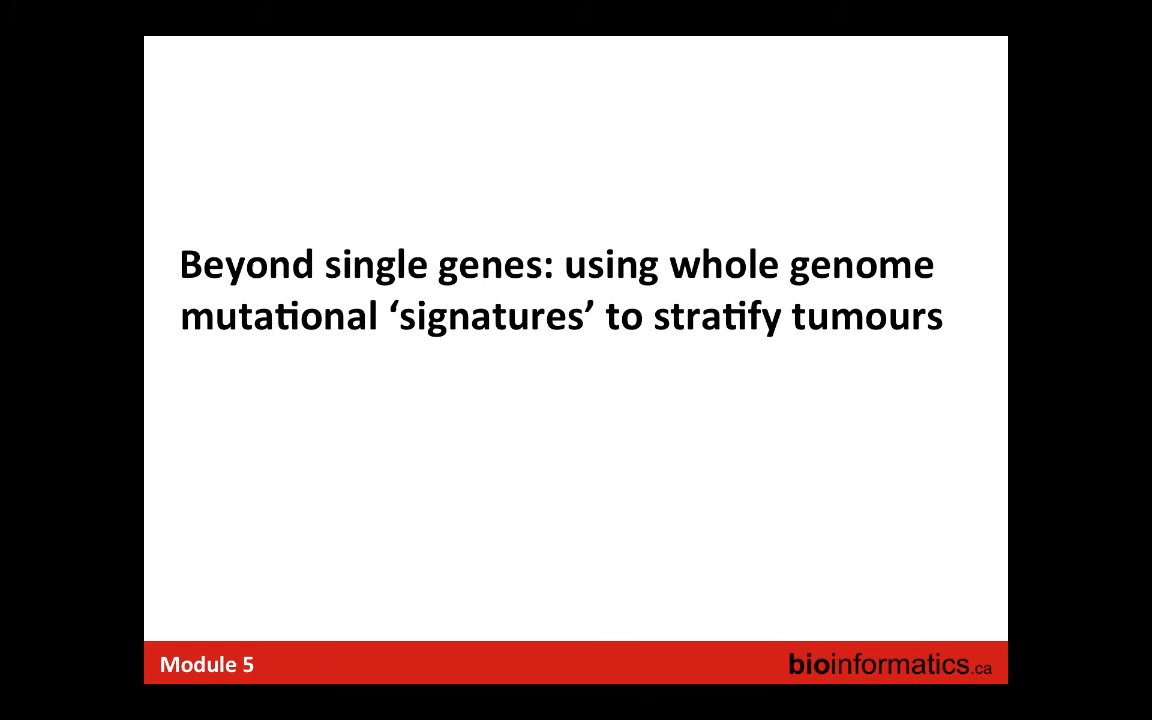 Beyond single genes: using whole genome
mutational ‘signatures’ to stratify tumours
Module 5
bioinformatics.ca